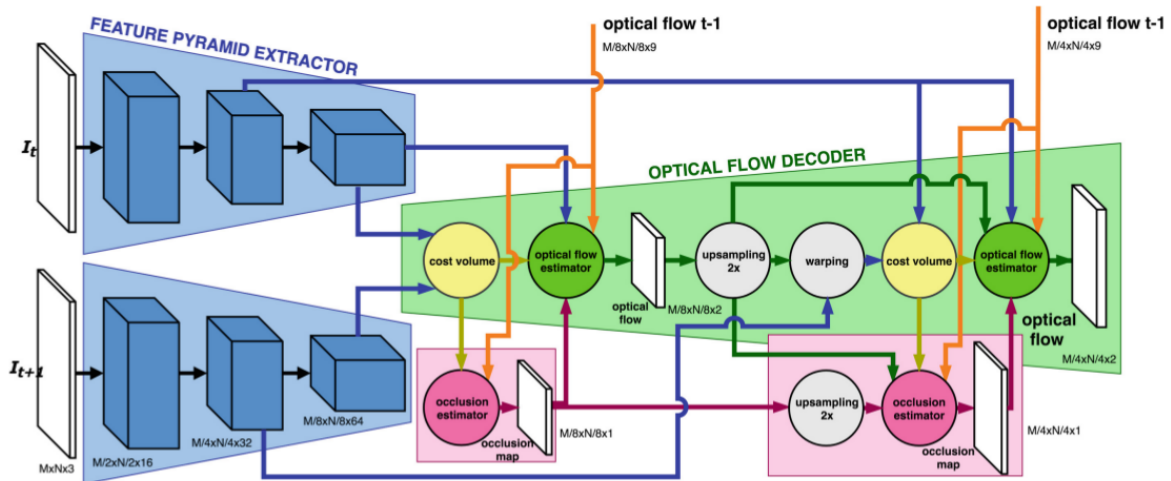 FEATURE PYRAMID EXTRACTOR
optical flow t-1
M/8xN/8x9
optical flow t-1
M/4xN/4x9
I_t
OPTICAL FLOW DECODER
cost volume
optical flow
estimator
optical
flow
M/8xN/8x2
upsampling
2x
warping
cost volume
optical flow
estimator
optical
flow
M/4xN/4x2
I_{t+1}
MxNx3
M/2xN/2x16
M/4xN/4x32
M/8xN/8x64
occlusion
estimator
occlusion
map
M/8xN/8x1
upsampling
2x
occlusion
estimator
occlusion
map
M/4xN/4x1